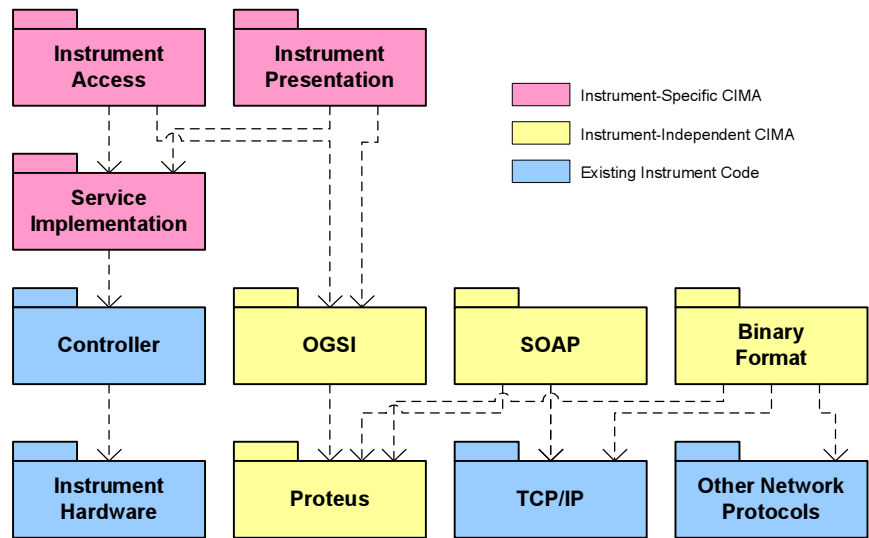 Instrument
Access
Instrument
Presentation
Instrument-Specific CIMA
Instrument-Independent CIMA
Existing Instrument Code
Service
Implementation
Controller
OGSI
SOAP
Binary
Format
Instrument
Hardware
Proteus
TCP/IP
Other Network
Protocols